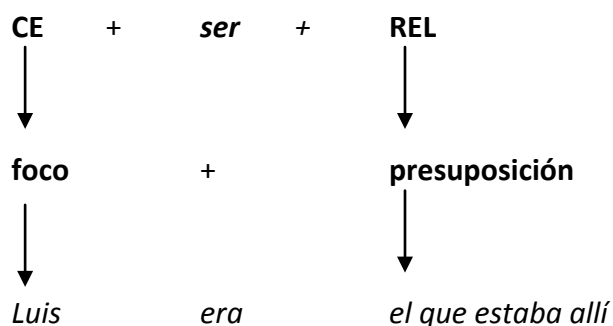 CE + ser + REL
foco + presuposición
Luis era el que estaba allí